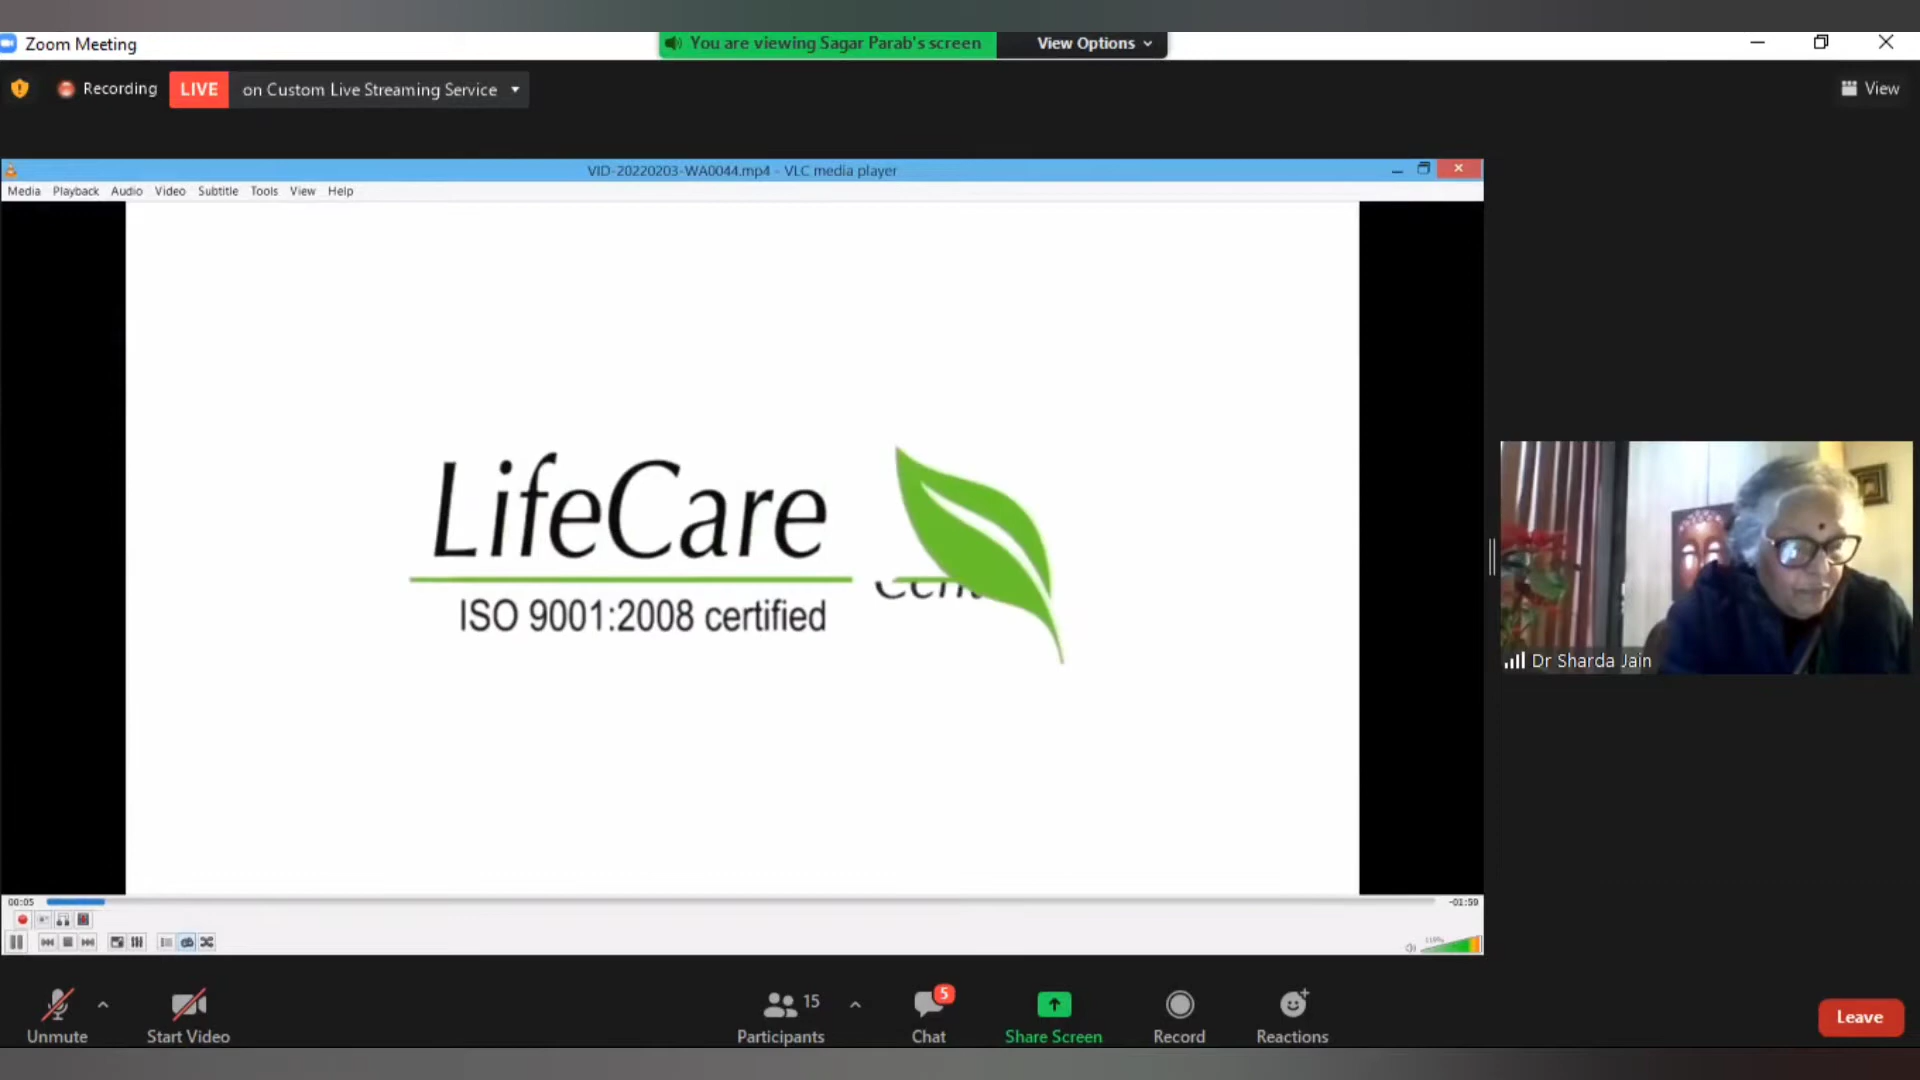 Zoom Meeting
You are viewing Sagar Parab's screen
View Options
Recording
LIVE
on Custom Live Streaming Service
View
VID-20220203-WA0044.mp4 - VLC media player
Media Playback Audio Video Subtitle Tools View Help
LifeCare
ISO 9001:2008 certified
Dr Sharda Jain
00:05
-01:59
Unmute
Start Video
15
Participants
5
Chat
Share Screen
Record
Reactions
Leave